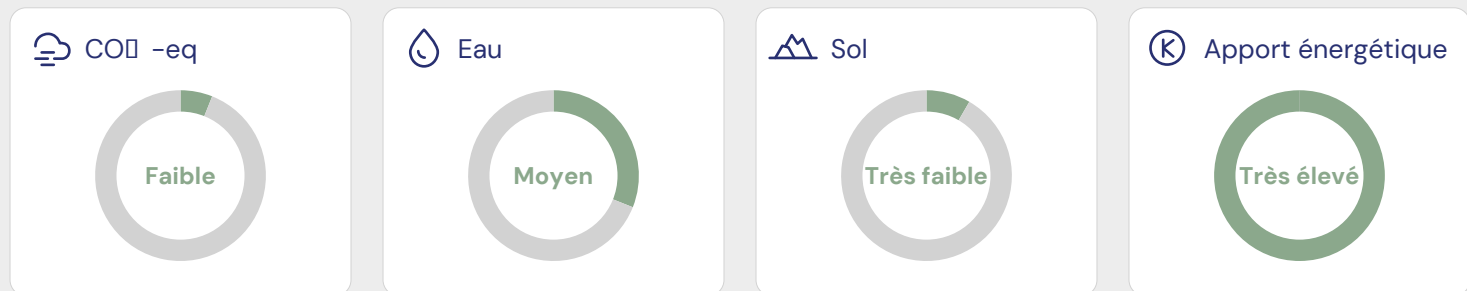 CO▯ -eq
Eau
Sol
Apport énergétique
Faible
Moyen
Très faible
Très élevé